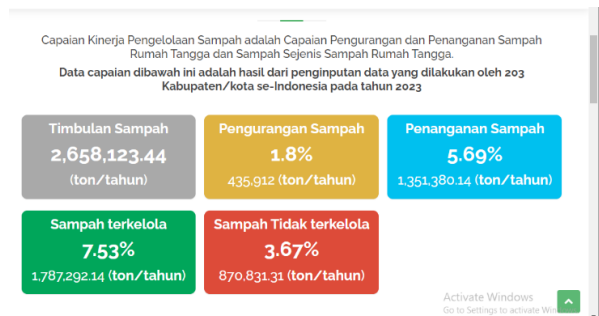 Capaian Kinerja Pengelolaan Sampah adalah Capaian Pengurangan dan Penanganan Sampah
Rumah Tangga dan Sampah Sejenis Sampah Rumah Tangga.
Data capaian dibawah ini adalah hasil dari penginputan data yang dilakukan oleh 203
Kabupaten/kota se-Indonesia pada tahun 2023
Timbulan Sampah
2,658,123.44
(ton/tahun)
Pengurangan Sampah
1.8%
435,912 (ton/tahun)
Penanganan Sampah
5.69%
1,351,380.14 (ton/tahun)
Sampah terkelola
7.53%
1,787,292.14 (ton/tahun)
Sampah Tidak terkelola
3.67%
870,831.31 (ton/tahun)
Activate Windows
Go to Settings to activate